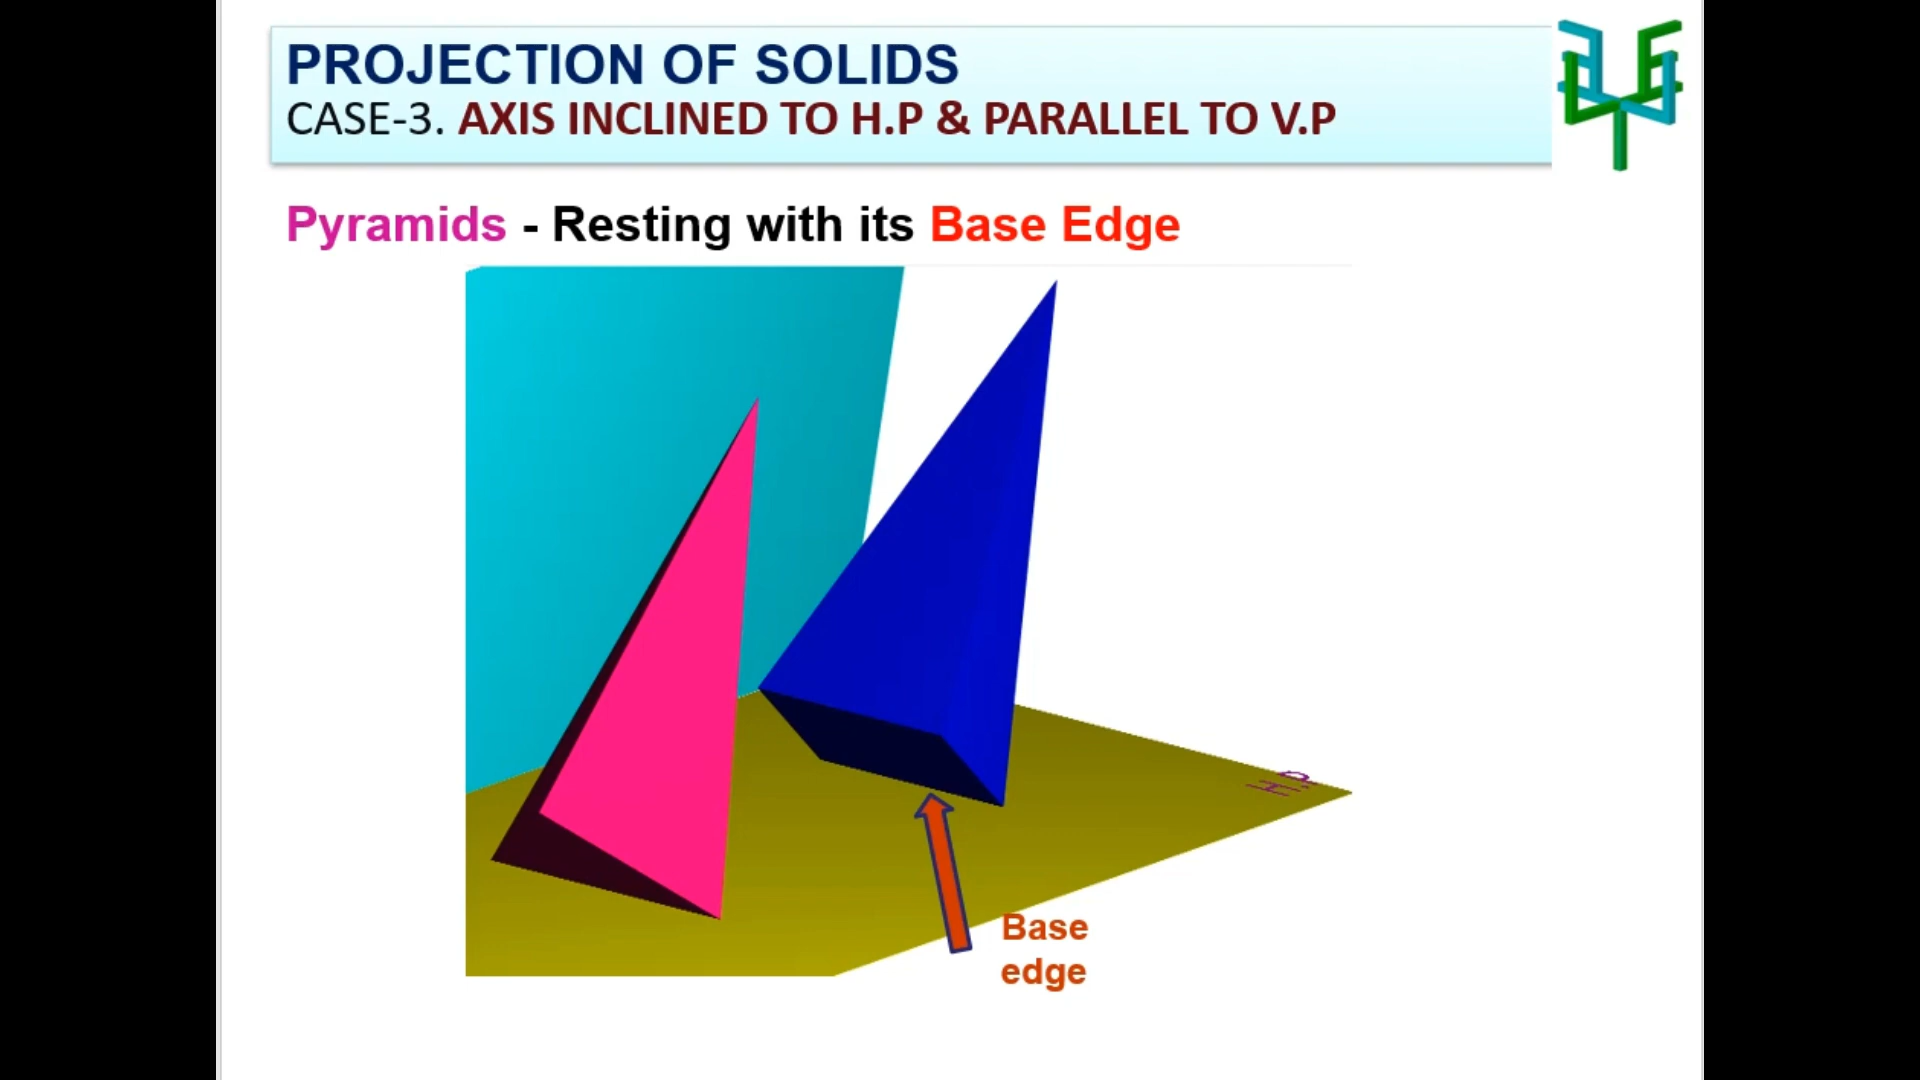 PROJECTION OF SOLIDS
CASE-3. AXIS INCLINED TO H.P & PARALLEL TO V.P
Pyramids - Resting with its Base Edge
H.P
Base
edge